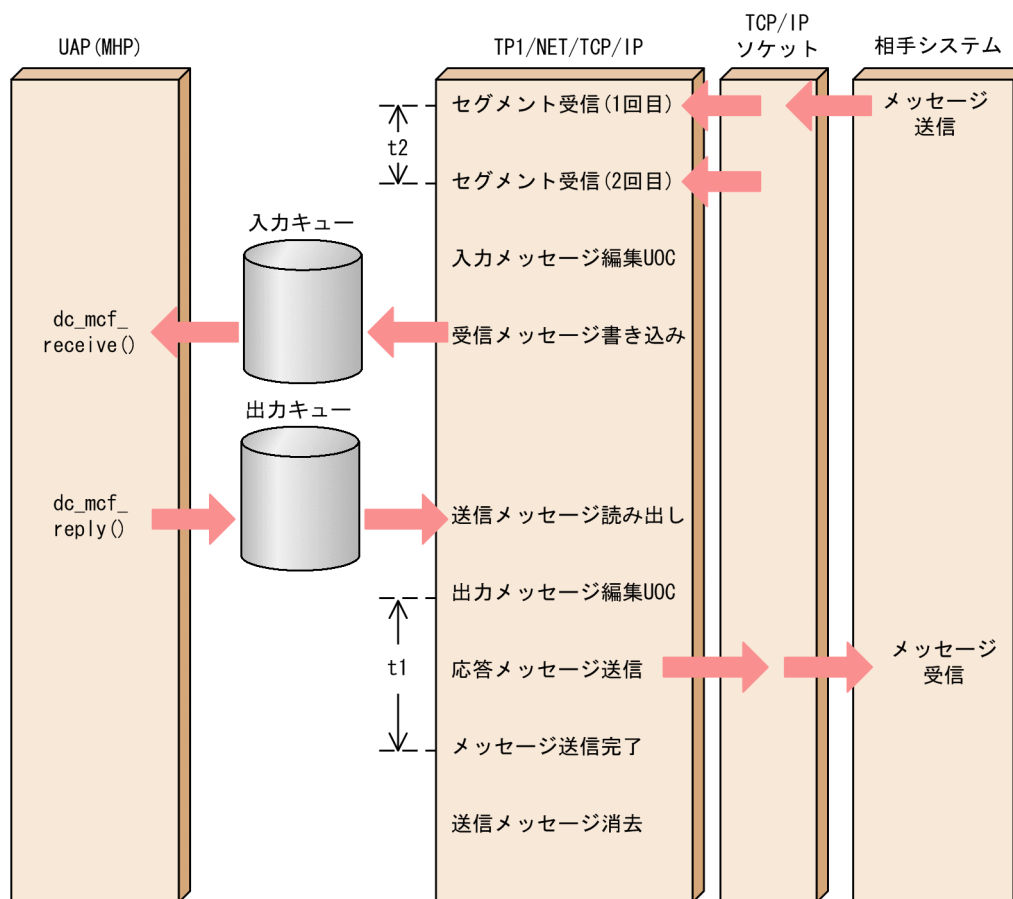 UAP(MHP)
TP1/NET/TCP/IP
TCP/IP
ソケット
相手システム
セグメント受信(1回目)
メッセージ
送信
t2
セグメント受信(2回目)
入力キュー
入力メッセージ編集UOC
dc_mcf_
receive()
受信メッセージ書き込み
出力キュー
dc_mcf_
reply()
送信メッセージ読み出し
出力メッセージ編集UOC
t1
応答メッセージ送信
メッセージ
受信
メッセージ送信完了
送信メッセージ消去